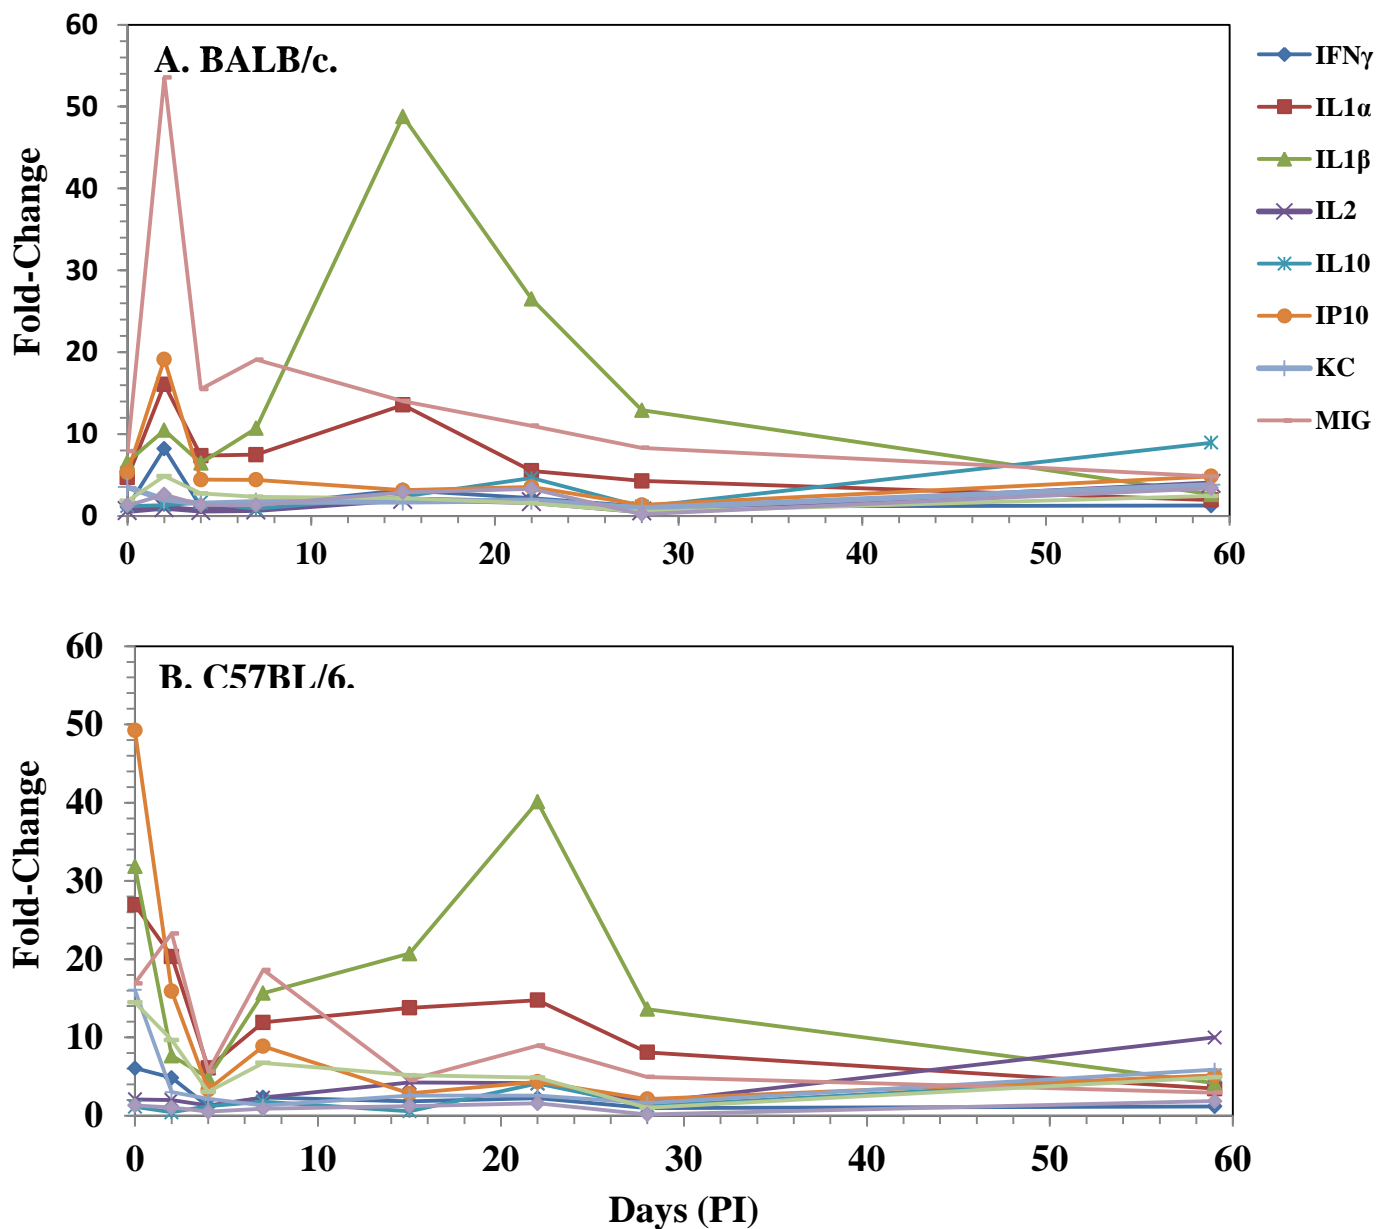 A. BALB/c.
Fold-Change
60
50
40
30
20
10
0
0 10 20 30 40 50 60
IFNγ
IL1α
IL1β
IL2
IL10
IP10
KC
MIG
B. C57BL/6.
Fold-Change
60
50
40
30
20
10
0
0 10 20 30 40 50 60
Days (PI)